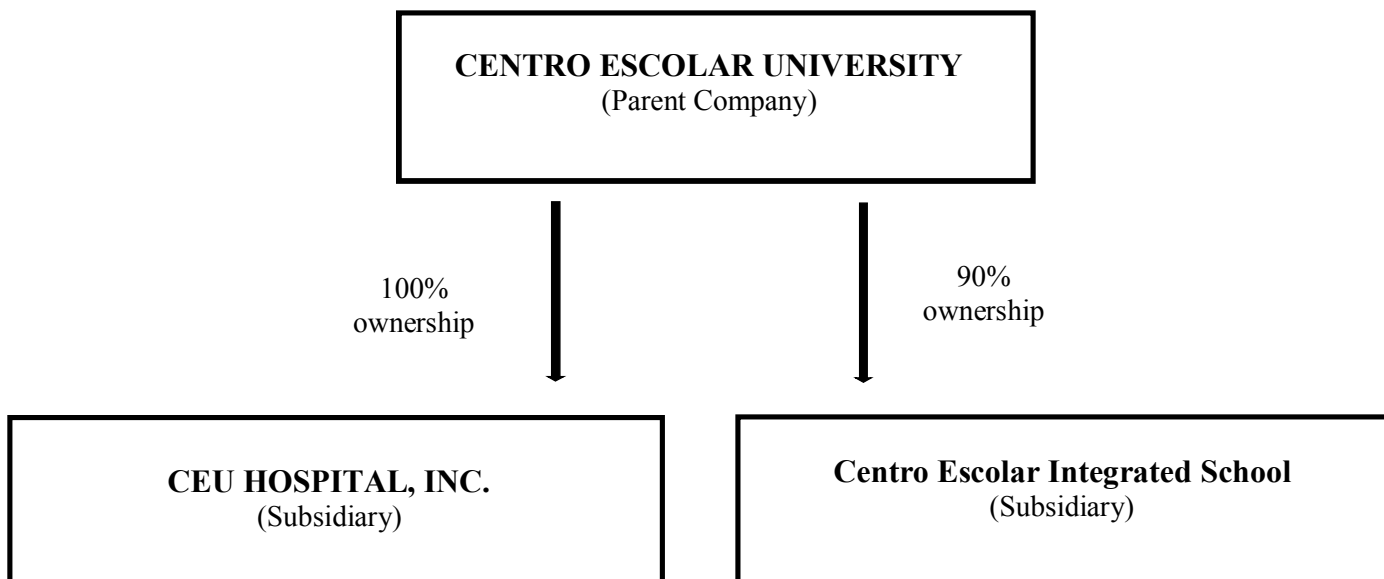 CENTRO ESCOLAR UNIVERSITY
(Parent Company)
100%
ownership
90%
ownership
CEU HOSPITAL, INC.
(Subsidiary)
Centro Escolar Integrated School
(Subsidiary)